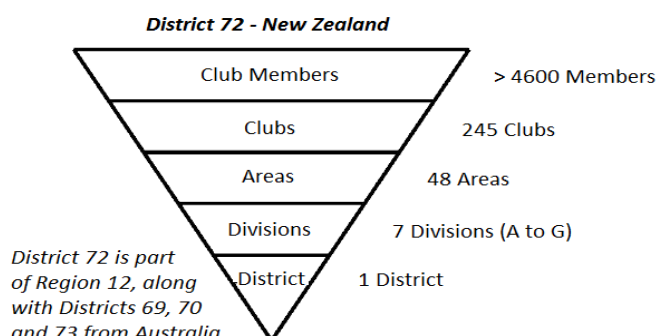 District 72 - New Zealand
Club Members
> 4600 Members
Clubs
245 Clubs
Areas
48 Areas
Divisions
7 Divisions (A to G)
District
1 District
District 72 is part
of Region 12, along
with Districts 69, 70
and 73 from Australia